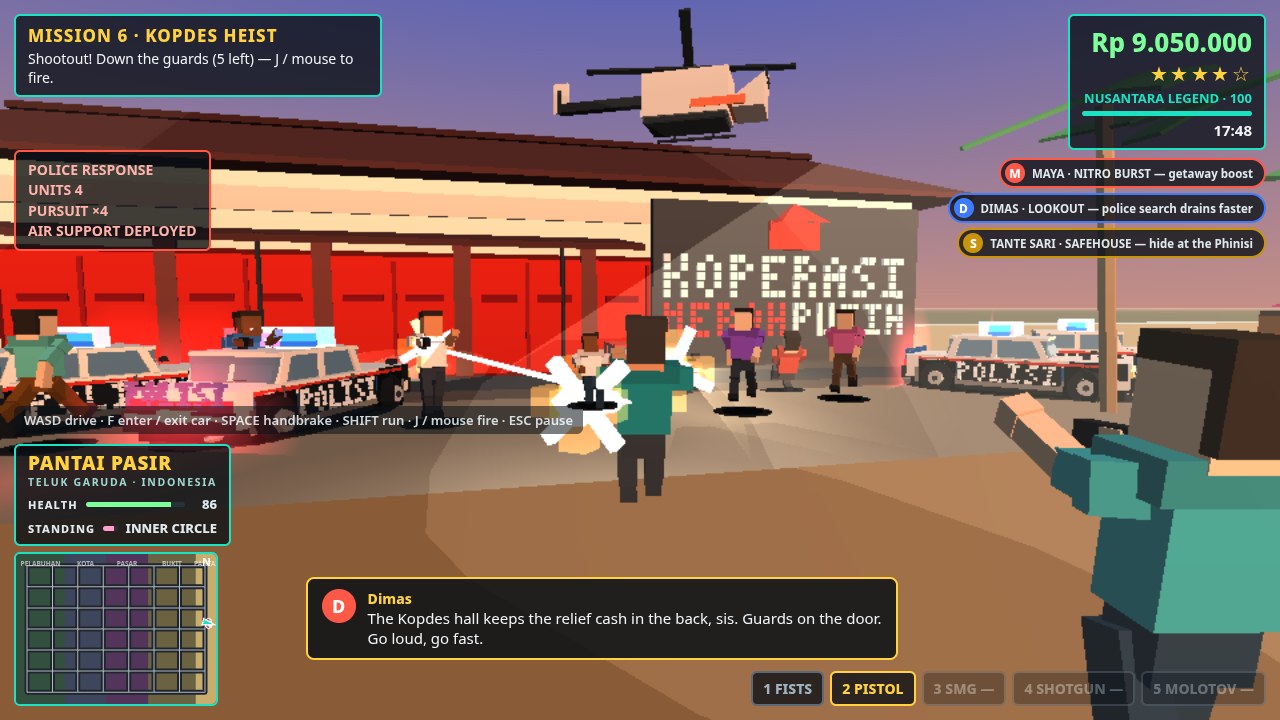 MISSION 6 · KOPDES HEIST
Shootout! Down the guards (5 left) — J / mouse to
fire.
Rp 9.050.000
★★★★☆
NUSANTARA LEGEND · 100
17:48
POLICE RESPONSE
UNITS 4
PURSUIT ×4
AIR SUPPORT DEPLOYED
M MAYA · NITRO BURST — getaway boost
D DIMAS · LOOKOUT — police search drains faster
S TANTE SARI · SAFEHOUSE — hide at the Phinisi
KOPERASI
MERAH PUTIH
POLISI
POLISI
POLISI
WASD drive · F enter / exit car · SPACE handbrake · SHIFT run · J / mouse fire · ESC pause
PANTAI PASIR
TELUK GARUDA · INDONESIA
HEALTH 86
STANDING INNER CIRCLE
PELABUHAN KOTA PASAR BUKIT N
D Dimas
The Kopdes hall keeps the relief cash in the back, sis. Guards on the door.
Go loud, go fast.
1 FISTS 2 PISTOL 3 SMG — 4 SHOTGUN — 5 MOLOTOV —